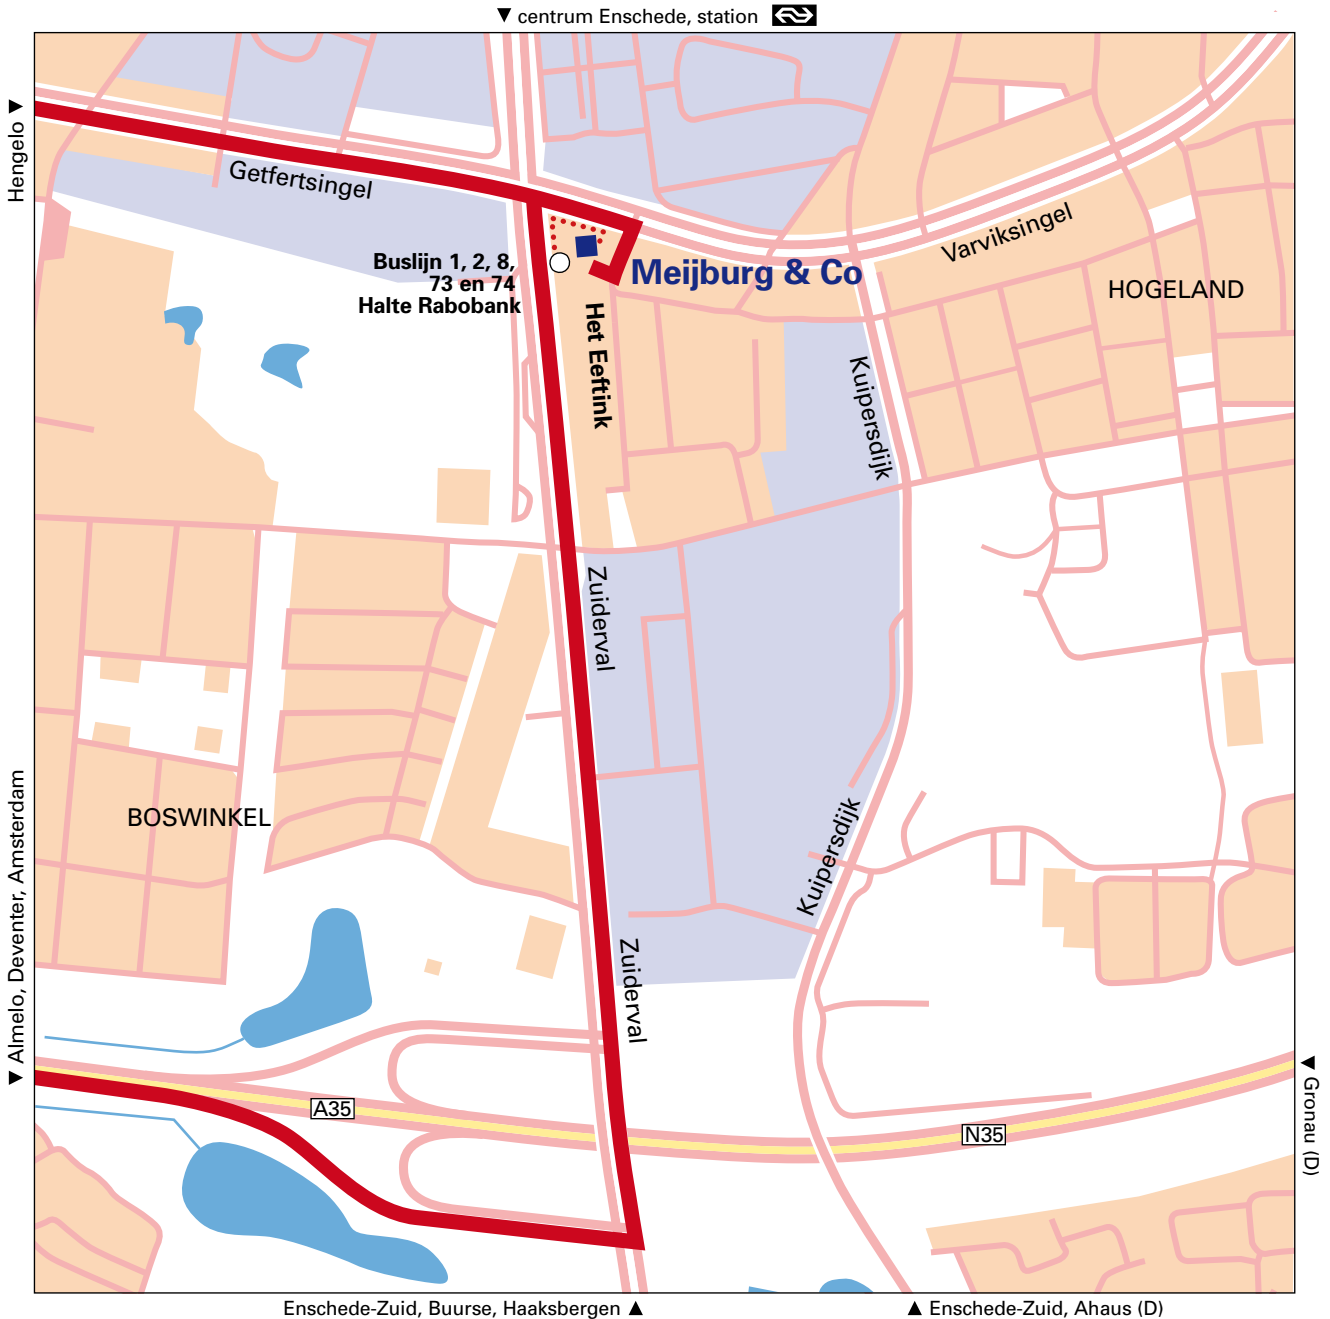 ▼ centrum Enschede, station
Hengelo ▼
Getfertsingel
Varviksingel
Buslijn 1, 2, 8,
73 en 74
Halte Rabobank
Meijburg & Co
HOGELAND
Het Eeftink
Kuipersdijk
Zuiderval
BOSWINKEL
Kuipersdijk
▼ Almelo, Deventer, Amsterdam
Zuiderval
A35
N35
▲ Gronau (D)
Enschede-Zuid, Buurse, Haaksbergen ▲
▲ Enschede-Zuid, Ahaus (D)